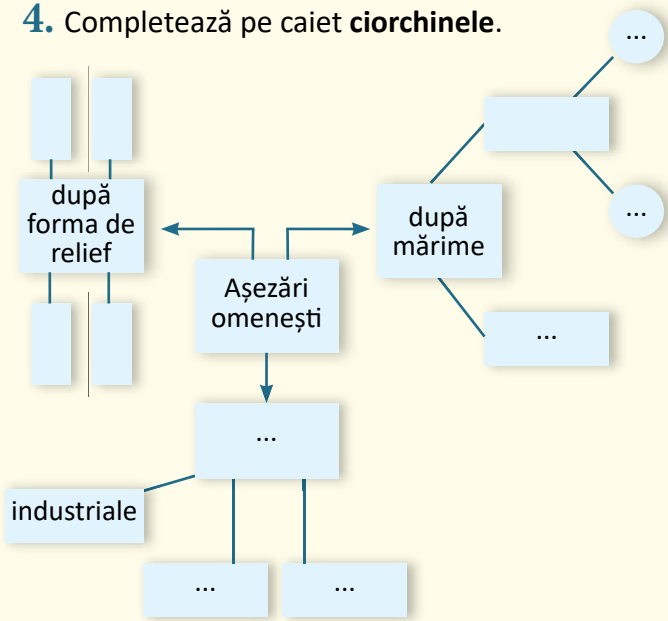 4. Completează pe caiet ciorchinele.
...
după
forma de
relief
după
mărime
...
Așezări
omenești
...
...
industriale
...
...